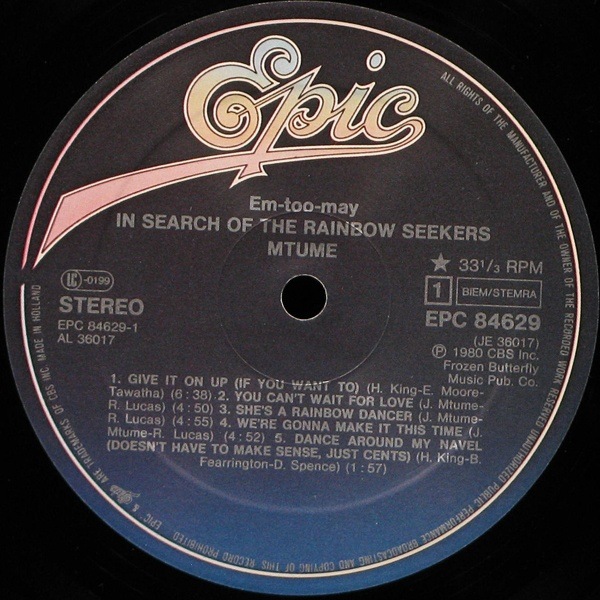 Epic
Em-too-may
IN SEARCH OF THE RAINBOW SEEKERS
MTUME
LC -0199
STEREO
EPC 84629-1
AL 36017
★ 33 1/3 RPM
1 BIEM/STEMRA
EPC 84629
(JE 36017)
Ⓟ 1980 CBS Inc.
Frozen Butterfly
Music Pub. Co.
1. GIVE IT ON UP (IF YOU WANT TO) (H. King-E. Moore-
Tawatha) (6:38) 2. YOU CAN'T WAIT FOR LOVE (J. Mtume-
R. Lucas) (4:50) 3. SHE'S A RAINBOW DANCER (J. Mtume-
R. Lucas) (4:55) 4. WE'RE GONNA MAKE IT THIS TIME (J.
Mtume-R. Lucas) (4:52) 5. DANCE AROUND MY NAVEL
(DOESN'T HAVE TO MAKE SENSE, JUST CENTS) (H. King-B.
Fearrington-D. Spence) (1:57)
ALL RIGHTS OF THE MANUFACTURER AND OF THE OWNER OF THE RECORDED WORK RESERVED UNAUTHORIZED PUBLIC PERFORMANCE BROADCASTING AND COPYING OF THIS RECORD PROHIBITED
EPIC & Epic ARE TRADEMARKS OF CBS INC. MADE IN HOLLAND